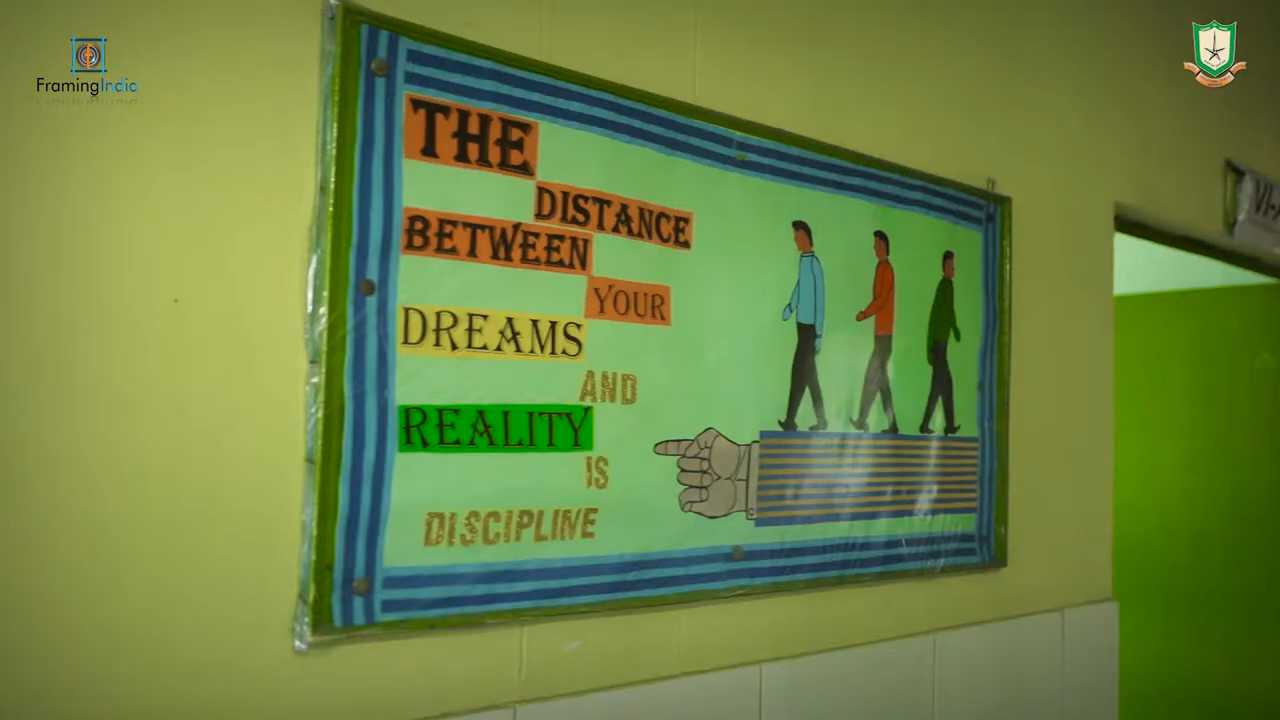 FramingIndia
THE
DISTANCE
BETWEEN
YOUR
DREAMS
AND
REALITY
IS
DISCIPLINE